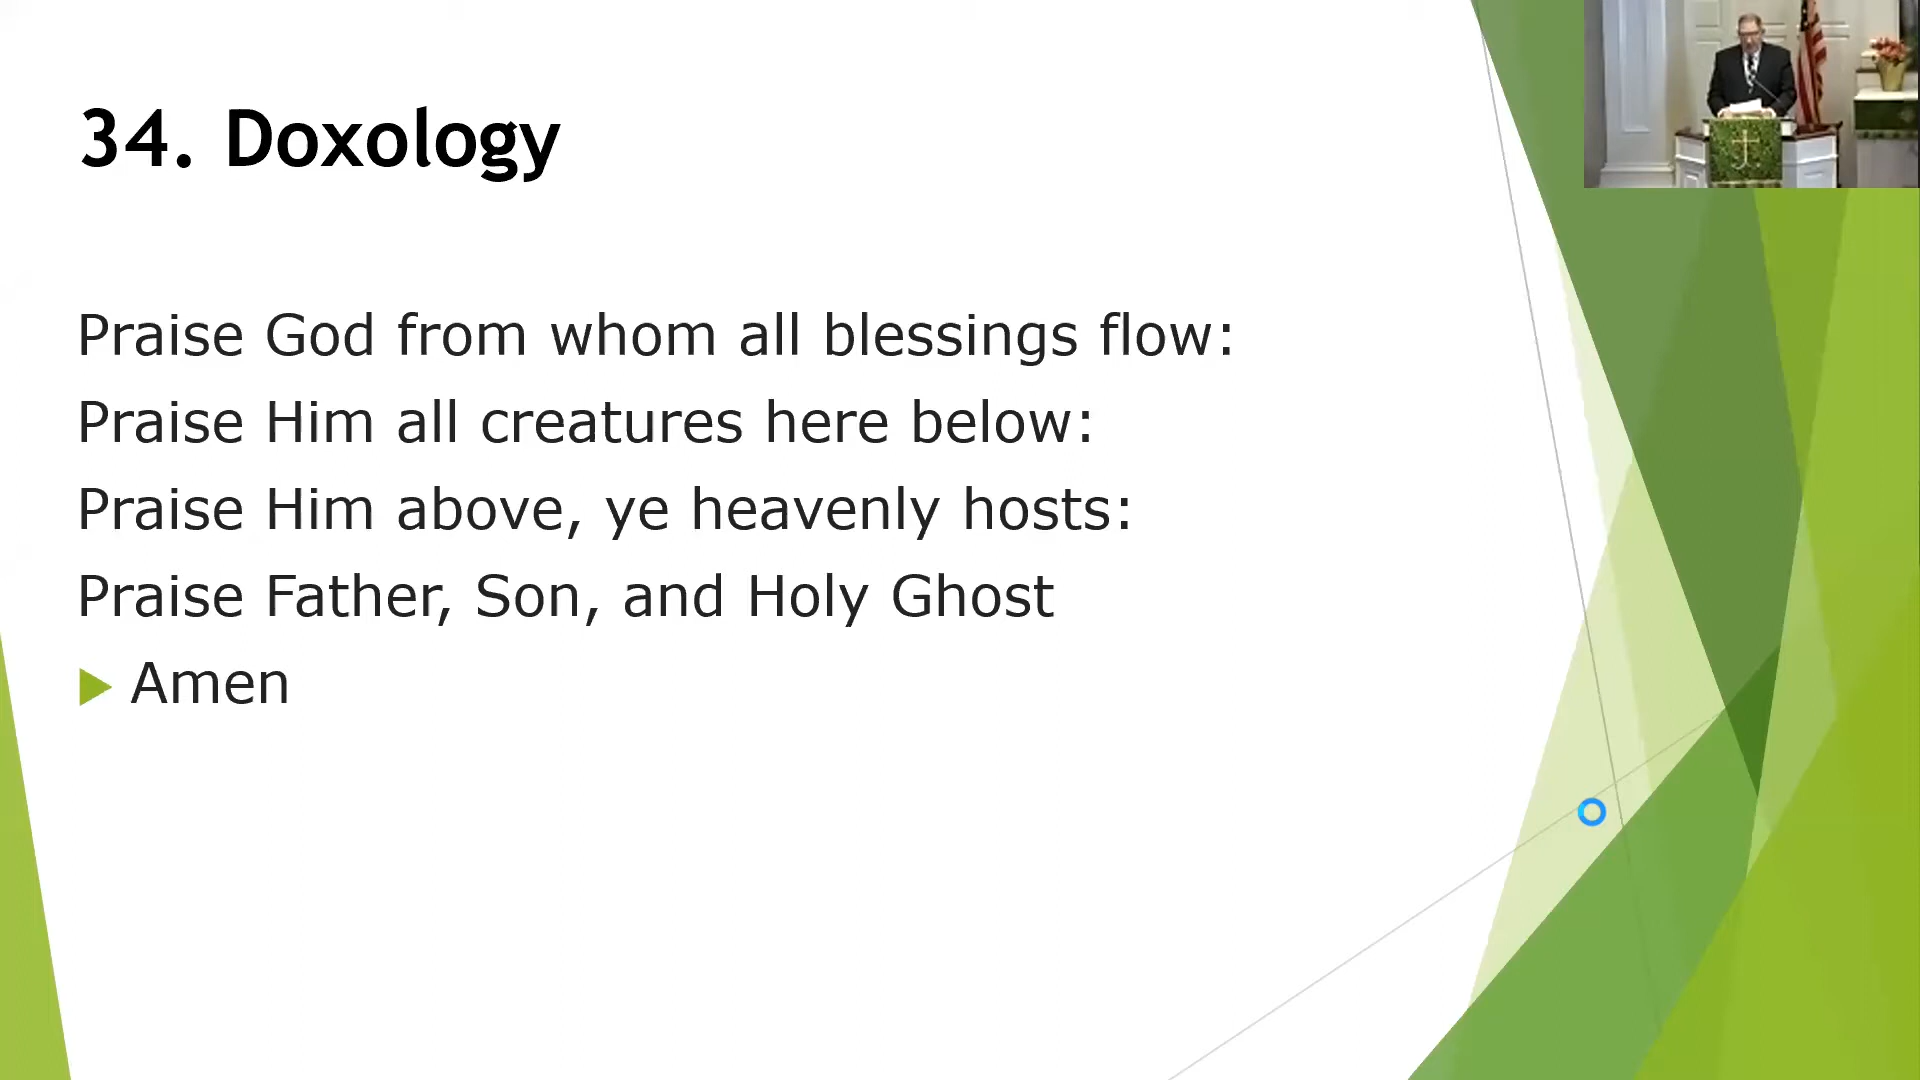 34. Doxology
Praise God from whom all blessings flow:
Praise Him all creatures here below:
Praise Him above, ye heavenly hosts:
Praise Father, Son, and Holy Ghost
Amen